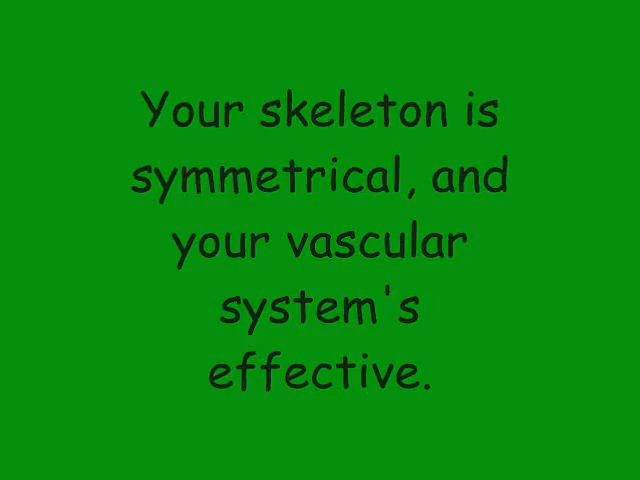 Your skeleton is
symmetrical, and
your vascular
system's
effective.